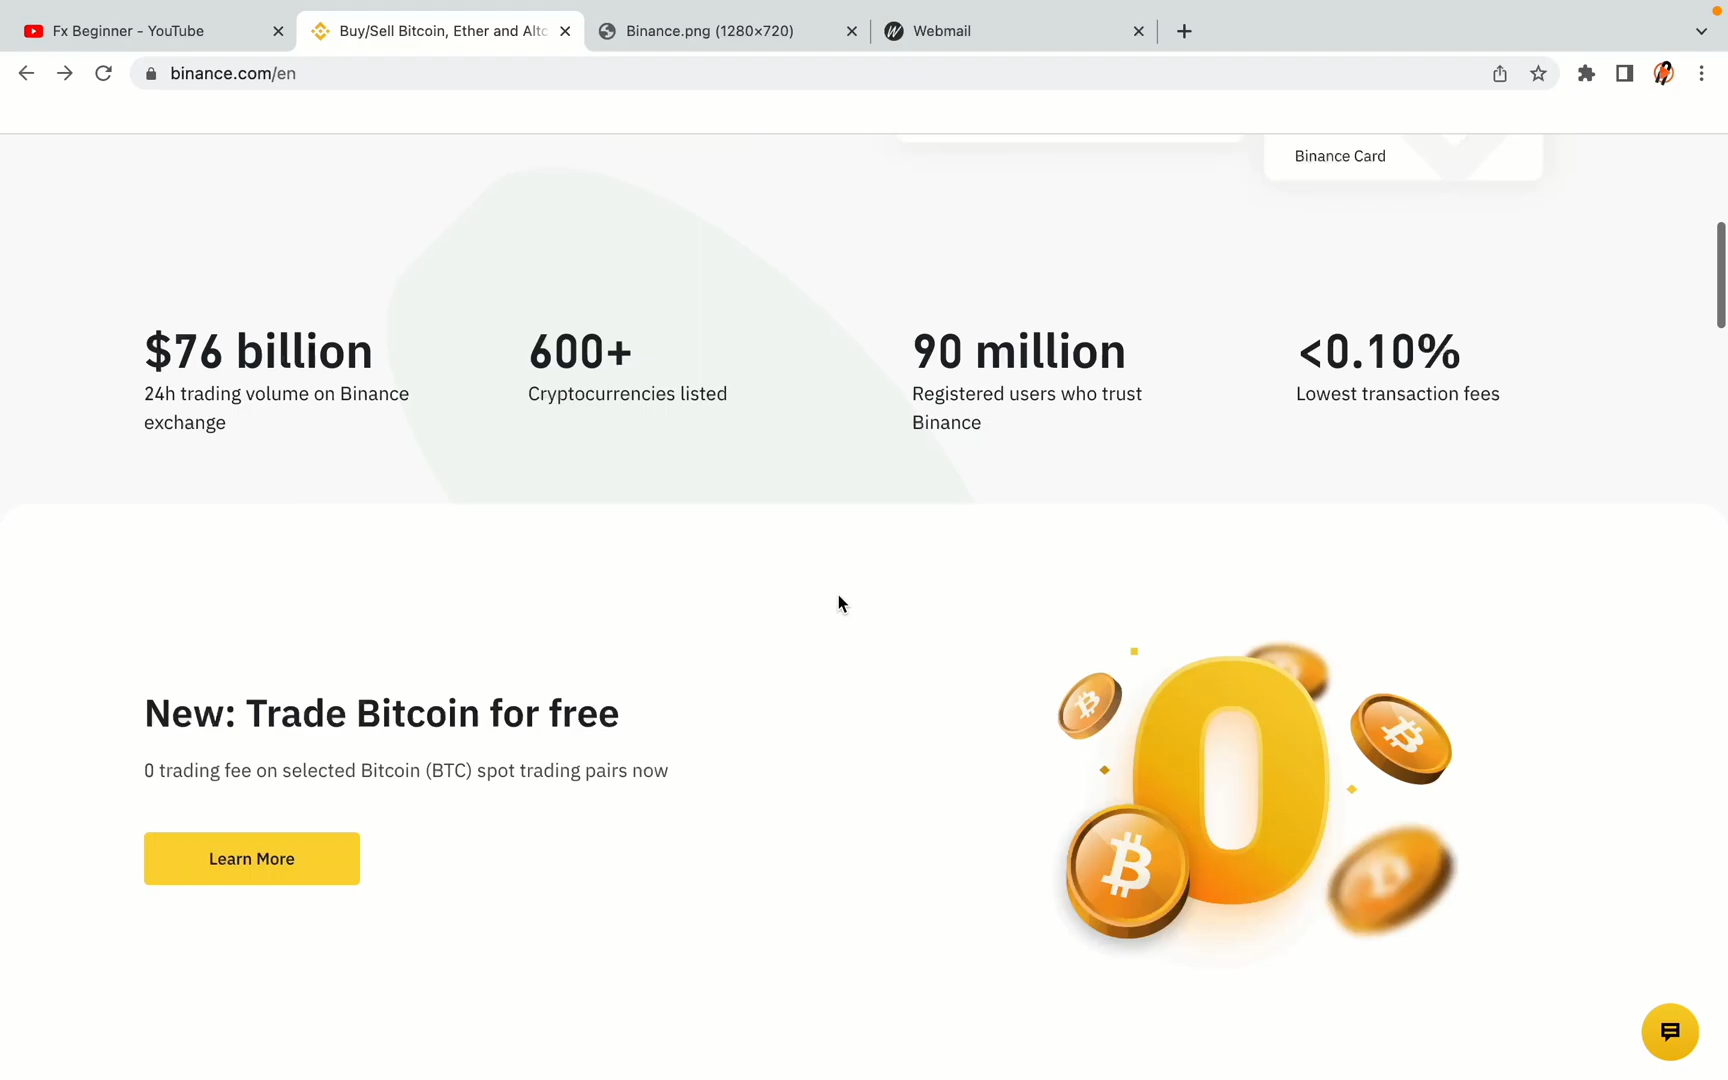 Fx Beginner - YouTube
Buy/Sell Bitcoin, Ether and Altc
Binance.png (1280×720)
Webmail
binance.com/en
Binance Card
$76 billion
24h trading volume on Binance
exchange
600+
Cryptocurrencies listed
90 million
Registered users who trust
Binance
<0.10%
Lowest transaction fees
New: Trade Bitcoin for free
0 trading fee on selected Bitcoin (BTC) spot trading pairs now
Learn More
0